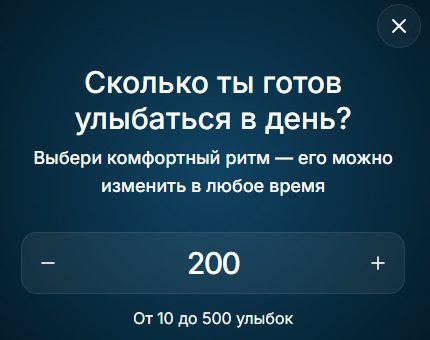 Сколько ты готов
улыбаться в день?
Выбери комфортный ритм — его можно
изменить в любое время
− 200 +
От 10 до 500 улыбок